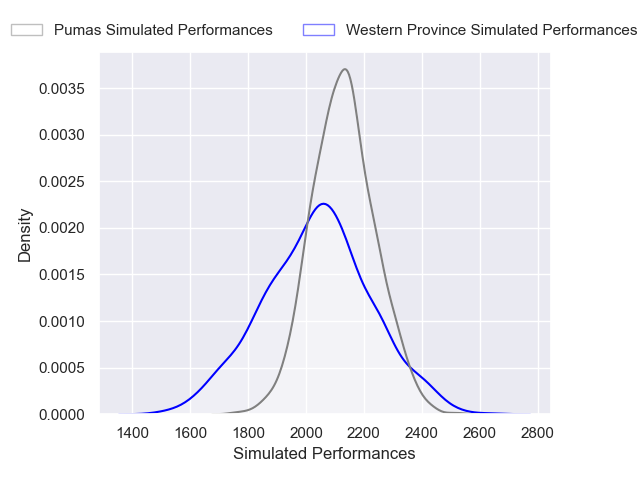 Pumas Simulated Performances Western Province Simulated Performances
0.0035
0.0030
0.0025
0.0020
0.0015
0.0010
0.0005
0.0000
Density
1400 1600 1800 2000 2200 2400 2600 2800
Simulated Performances